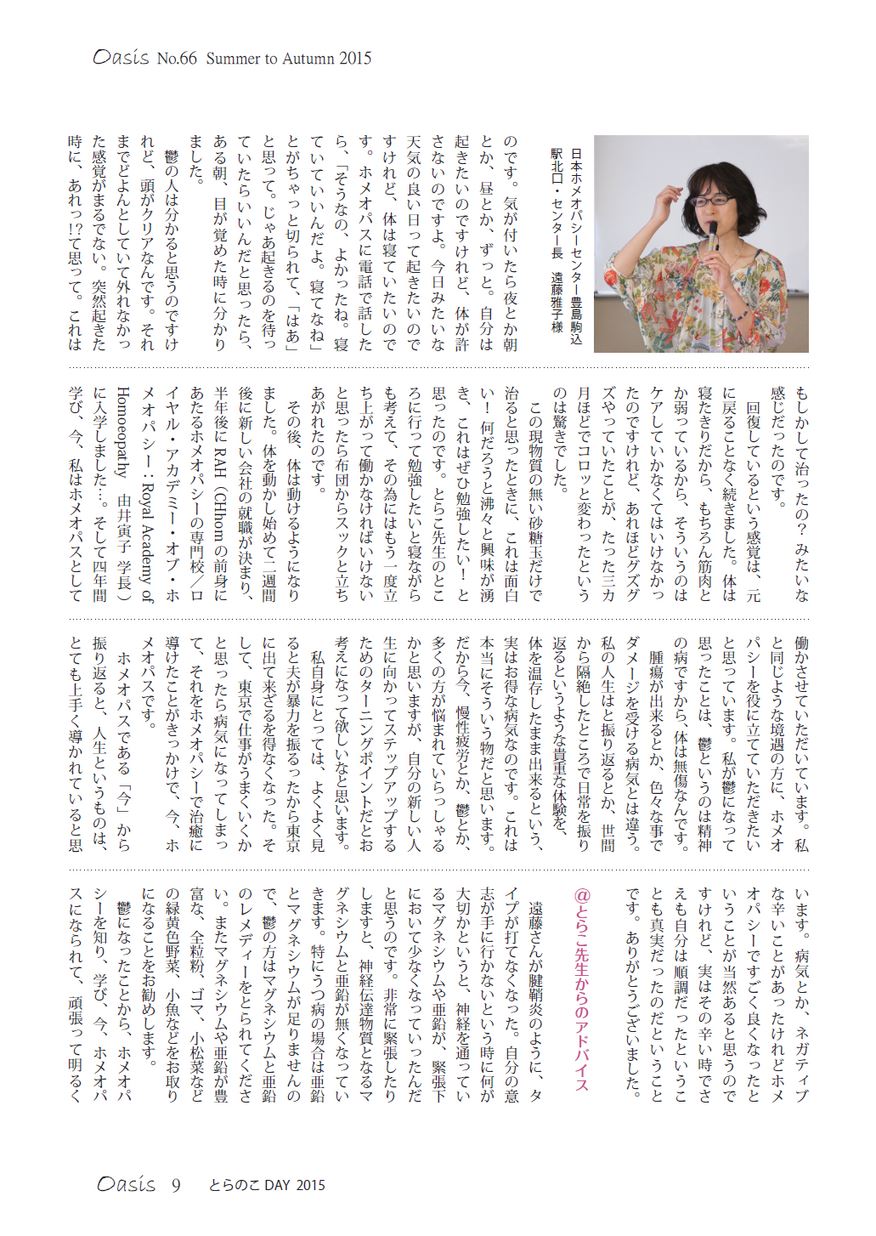 Oasis No.66 Summer to Autumn 2015
日本ホメオパシーセンター豊島駒込
駅北口・センター長 遠藤雅子様
のです。気が付いたら夜とか朝
とか、昼とか、ずっと。自分は
起きたいのですけれど、体が許
さないのですよ。今日みたいな
天気の良い日って起きたいので
すけれど、体は寝ていたいので
す。ホメオパスに電話で話した
ら、「そうなの、よかったね。寝
ていていいんだよ。寝てなね」
とがちゃっと切られて、「はあ」
と思って。じゃあ起きるのを待っ
ていたらいいんだと思ったら、
ある朝、目が覚めた時に分かり
ました。
鬱の人は分かると思うのですけ
れど、頭がクリアなんです。それ
までどよんとしていて外れなかっ
た感覚がまるでない。突然起きた
時に、あれっ!?て思って。これは
もしかして治ったの? みたいな
感じだったのです。
回復しているという感覚は、元
に戻ることなく続きました。体は
寝たきりだから、もちろん筋肉と
か弱っているから、そういうのは
ケアしていかなくてはいけなかっ
たのですけれど、あれほどグズグ
ズやっていたことが、たった三カ
月ほどでコロッと変わったという
のは驚きでした。
この現物質の無い砂糖玉だけで
治ると思ったときに、これは面白
い! 何だろうと沸々と興味が湧
き、これはぜひ勉強したい! と
思ったのです。とらこ先生のとこ
ろに行って勉強したいと寝ながら
も考えて、その為にはもう一度立
ち上がって働かなければいけない
と思ったら布団からスックと立ち
あがれたのです。
その後、体は動けるようになり
ました。体を動かし始めて二週間
後に新しい会社の就職が決まり、
半年後に RAH（CHhom の前身に
あたるホメオパシーの専門校／ロ
イヤル・アカデミー・オブ・ホ
メオパシー：Royal Academy of
Homoeopathy 由井寅子 学長）
に入学しました…。そして四年間
学び、今、私はホメオパスとして
働かさせていただいています。私
と同じような境遇の方に、ホメオ
パシーを役に立てていただきたい
と思っています。私が鬱になって
思ったことは、鬱というのは精神
の病ですから、体は無傷なんです。
腫瘍が出来るとか、色々な事で
ダメージを受ける病気とは違う。
私の人生はと振り返るとか、世間
から隔絶したところで日常を振り
返るというような貴重な体験を、
体を温存したまま出来るという、
実はお得な病気なのです。これは
本当にそういう物だと思います。
だから今、慢性疲労とか、鬱とか、
多くの方が悩まれていらっしゃる
かと思いますが、自分の新しい人
生に向かってステップアップする
ためのターニングポイントだとお
考えになって欲しいなと思います。
私自身にとっては、よくよく見
ると夫が暴力を振るったから東京
に出て来ざるを得なくなった。そ
して、東京で仕事がうまくいくか
と思ったら病気になってしまっ
て、それをホメオパシーで治癒に
導けたことがきっかけで、今、ホ
メオパスです。
ホメオパスである「今」から
振り返ると、人生というものは、
とても上手く導かれていると思
います。病気とか、ネガティブ
な辛いことがあったけれどホメ
オパシーですごく良くなったと
いうことが当然あると思うので
すけれど、実はその辛い時でさ
えも自分は順調だったというこ
とも真実だったのだということ
です。ありがとうございました。
@とらこ先生からのアドバイス
遠藤さんが腱鞘炎のように、タ
イプが打てなくなった。自分の意
志が手に行かないという時に何が
大切かというと、神経を通ってい
るマグネシウムや亜鉛が、緊張下
において少なくなっていったんだ
と思うのです。非常に緊張したり
しますと、神経伝達物質となるマ
グネシウムと亜鉛が無くなってい
きます。特にうつ病の場合は亜鉛
とマグネシウムが足りませんの
で、鬱の方はマグネシウムと亜鉛
のレメディーをとられてくださ
い。またマグネシウムや亜鉛が豊
富な、全粒粉、ゴマ、小松菜など
の緑黄色野菜、小魚などをお取り
になることをお勧めします。
鬱になったことから、ホメオパ
シーを知り、学び、今、ホメオパ
スになられて、頑張って明るく
Oasis 9 とらのこ DAY 2015